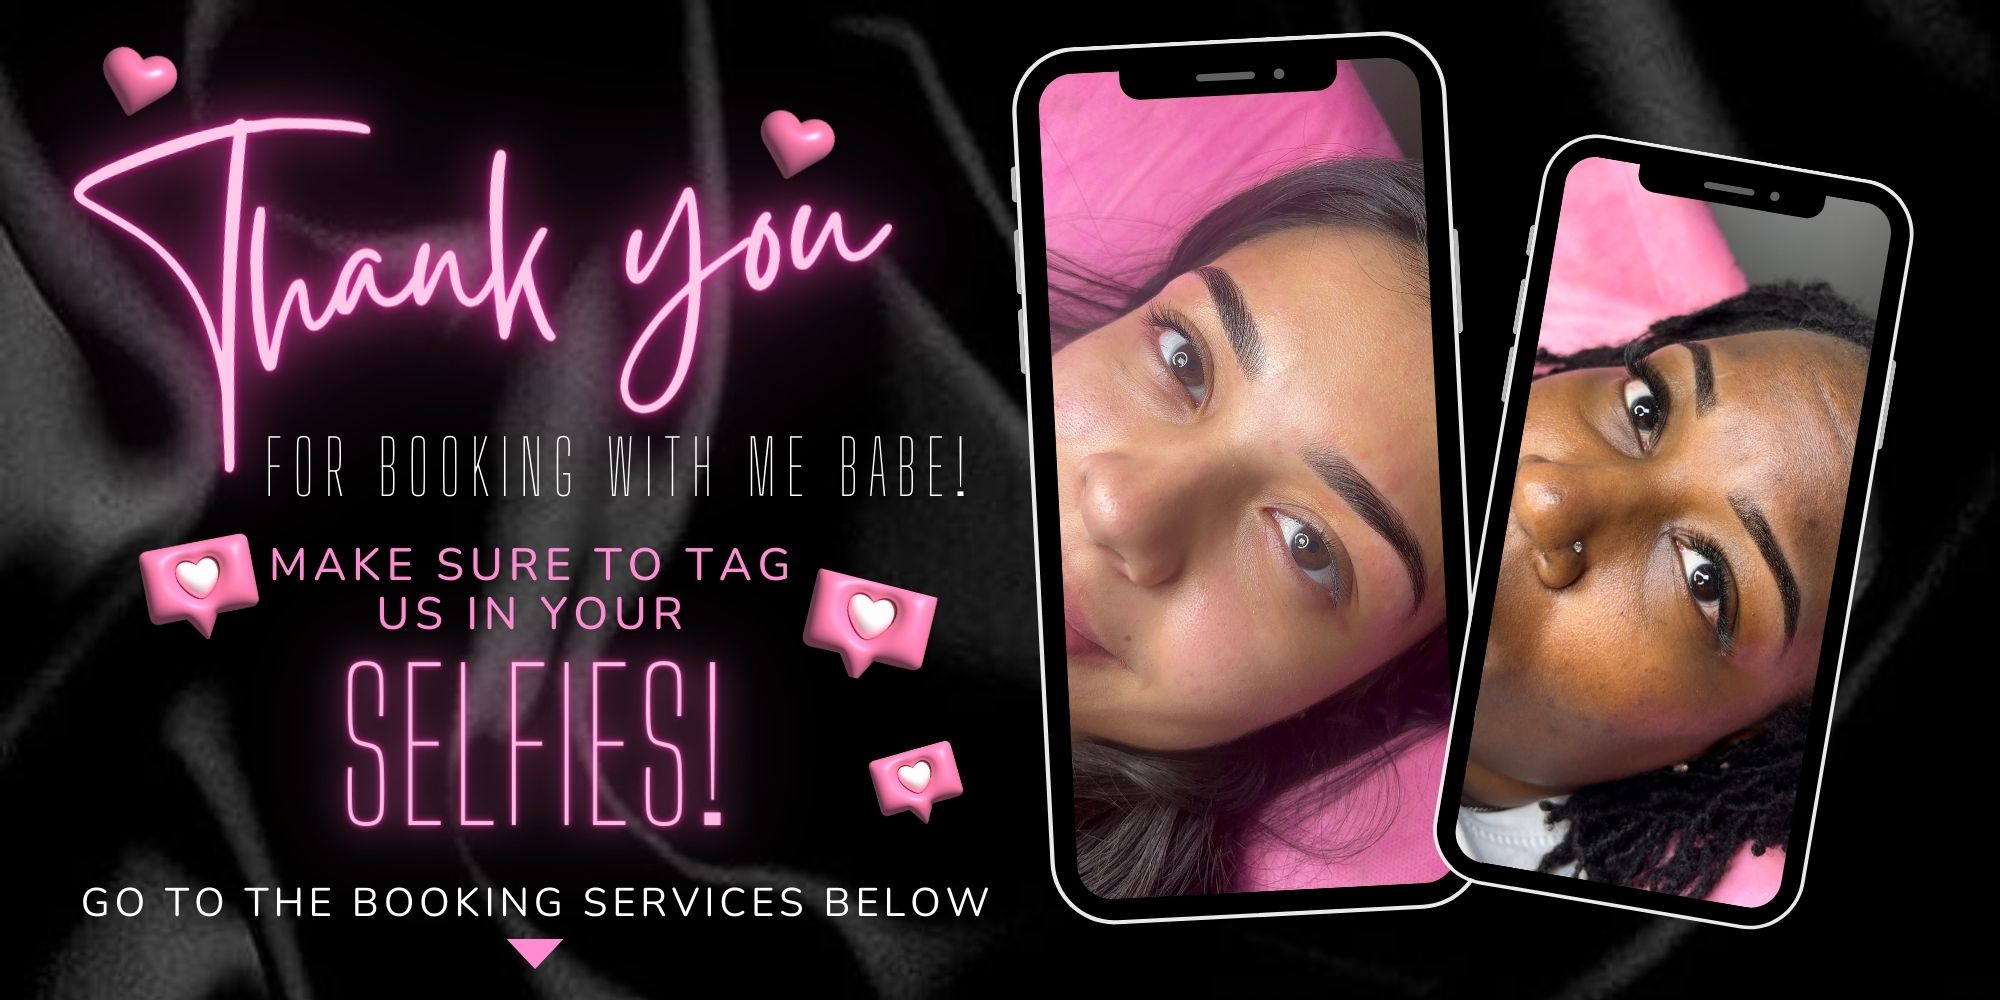 Thank you
FOR BOOKING WITH ME BABE!
MAKE SURE TO TAG
US IN YOUR
SELFIES!
GO TO THE BOOKING SERVICES BELOW